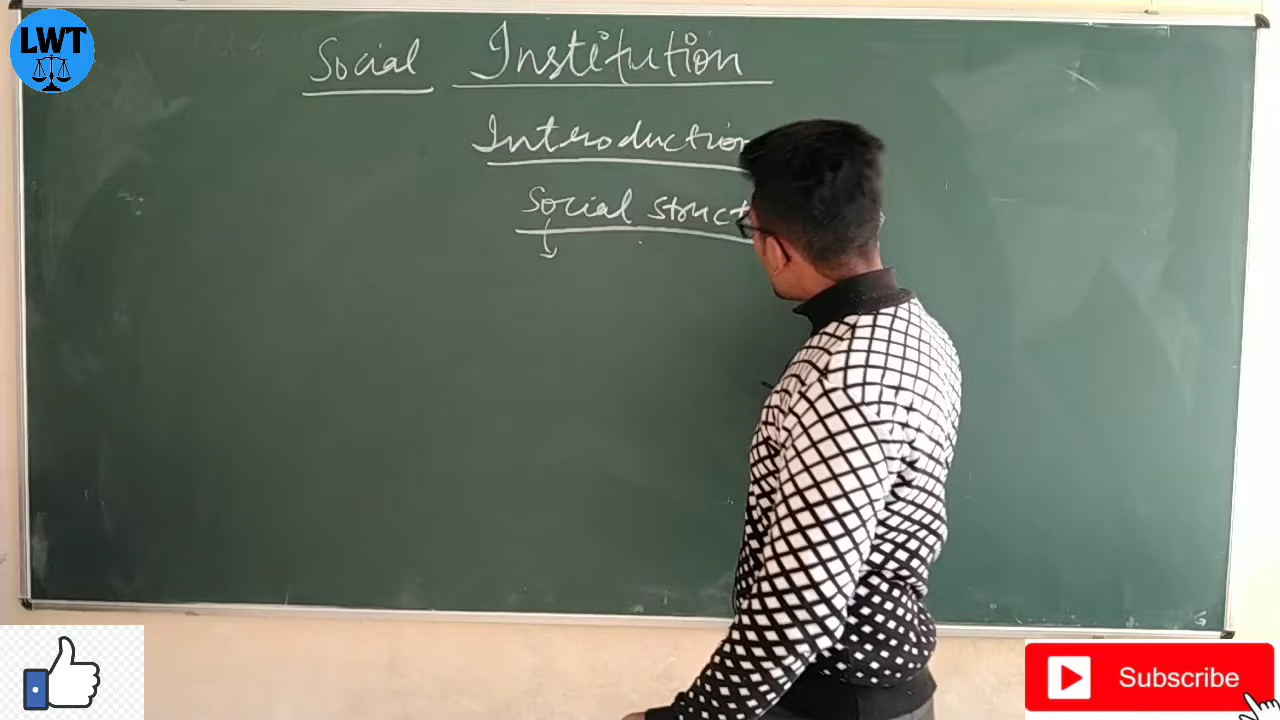 LWT
Social Institution
Introduction
Social struct
Subscribe